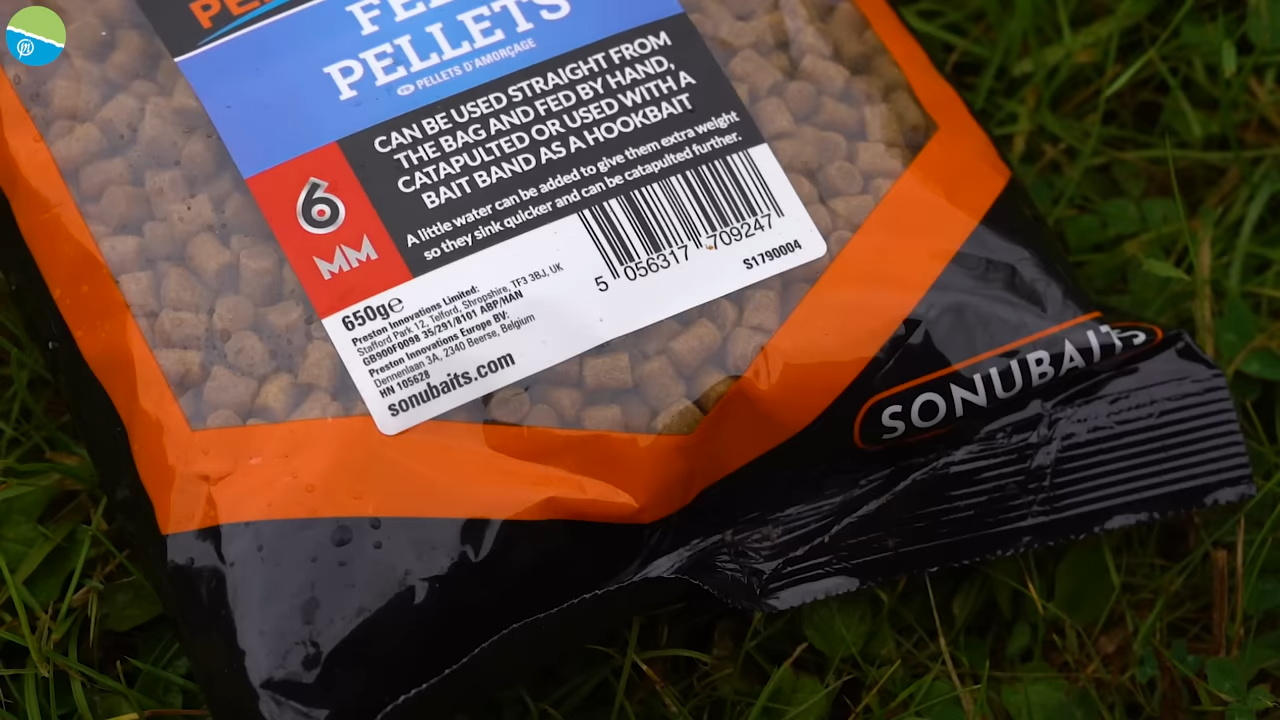 PELLETS
PELLETS D'AMORÇAGE
CAN BE USED STRAIGHT FROM
THE BAG AND FED BY HAND,
CATAPULTED OR USED WITH A
BAIT BAND AS A HOOKBAIT
A little water can be added to give them extra weight
so they sink quicker and can be catapulted further.
6
MM
5 056317 709247
S1790004
650g℮
Preston Innovations Limited:
Stafford Park 12, Telford, Shropshire, TF3 3BJ, UK
GB900F0098 35/291/8101 ABP/HAN
Preston Innovations Europe BV:
Dennenlaan 3A, 2340 Beerse, Belgium
HN 105628
sonubaits.com
SONUBAITS